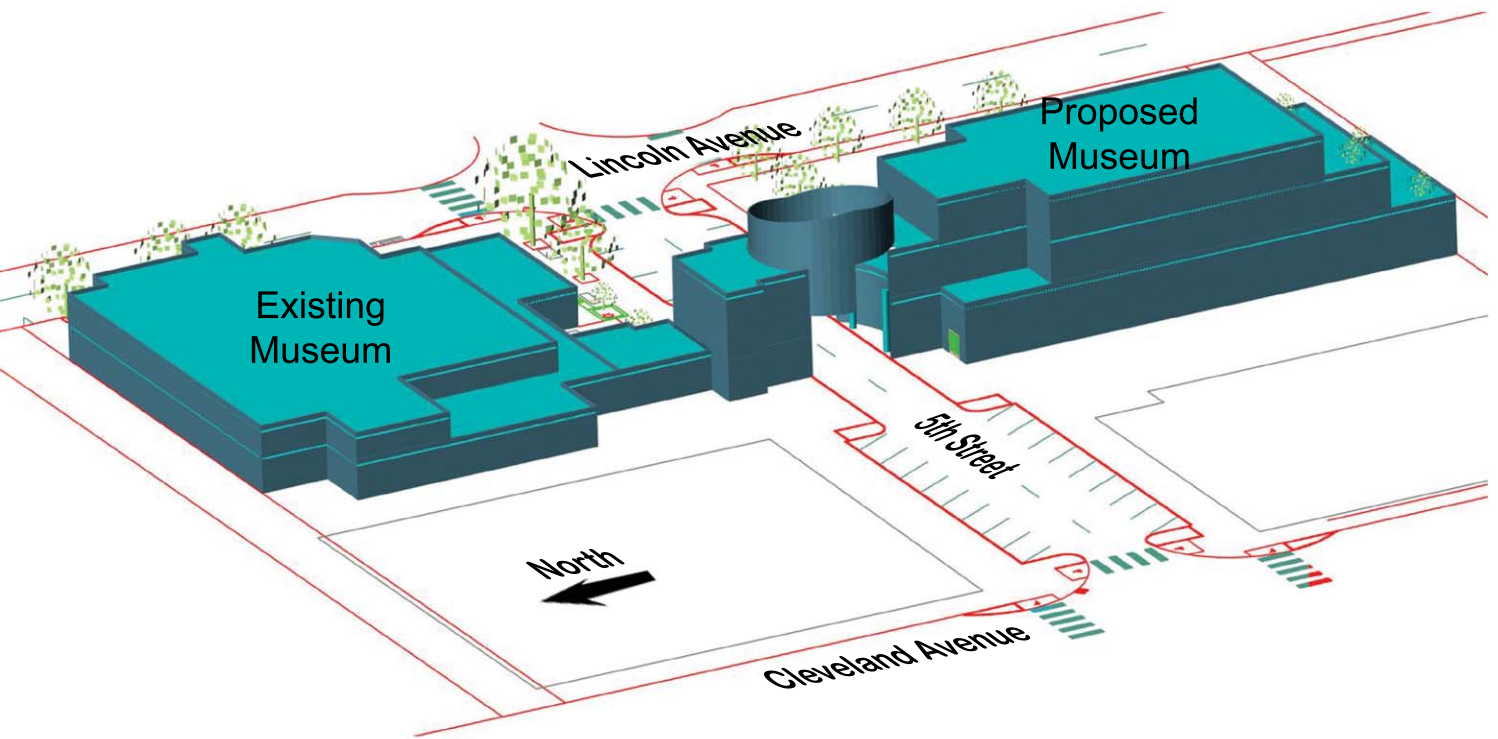 Proposed
Museum
Lincoln Avenue
Existing
Museum
5th Street
North
Cleveland Avenue